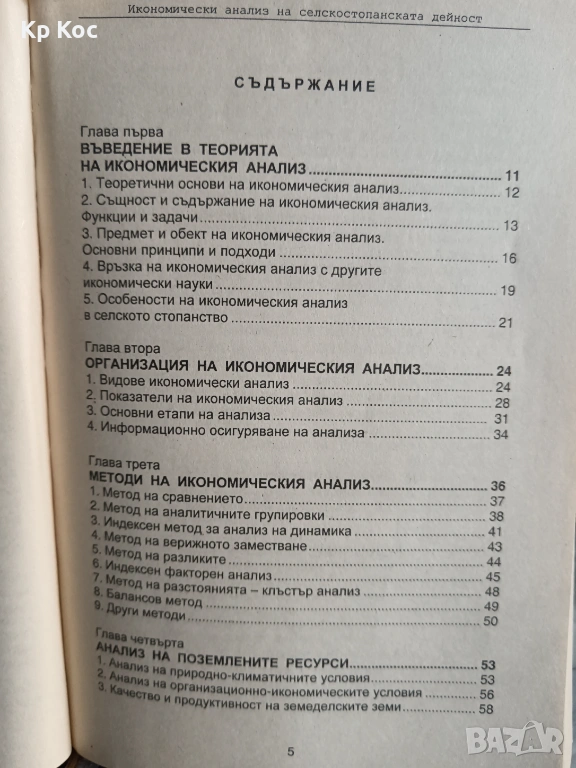 Икономически анализ на селскостопанската дейност
Кр Кос
СЪДЪРЖАНИЕ
Глава първа
ВЪВЕДЕНИЕ В ТЕОРИЯТА
НА ИКОНОМИЧЕСКИЯ АНАЛИЗ 11
1. Теоретични основи на икономическия анализ 12
2. Същност и съдържание на икономическия анализ.
Функции и задачи 13
3. Предмет и обект на икономическия анализ.
Основни принципи и подходи 16
4. Връзка на икономическия анализ с другите
икономически науки 19
5. Особености на икономическия анализ
в селското стопанство 21
Глава втора
ОРГАНИЗАЦИЯ НА ИКОНОМИЧЕСКИЯ АНАЛИЗ 24
1. Видове икономически анализ 24
2. Показатели на икономическия анализ 28
3. Основни етапи на анализа 31
4. Информационно осигуряване на анализа 34
Глава трета
МЕТОДИ НА ИКОНОМИЧЕСКИЯ АНАЛИЗ 36
1. Метод на сравнението 37
2. Метод на аналитичните групировки 38
3. Индексен метод за анализ на динамика 41
4. Метод на верижното заместване 43
5. Метод на разликите 44
6. Индексен факторен анализ 45
7. Метод на разстоянията – клъстър анализ 48
8. Балансов метод 49
9. Други методи 50
Глава четвърта
АНАЛИЗ НА ПОЗЕМЛЕНИТЕ РЕСУРСИ 53
1. Анализ на природно-климатичните условия 53
2. Анализ на организационно-икономическите условия 56
3. Качество и продуктивност на земеделските земи 58
5
BAZAR
.bg